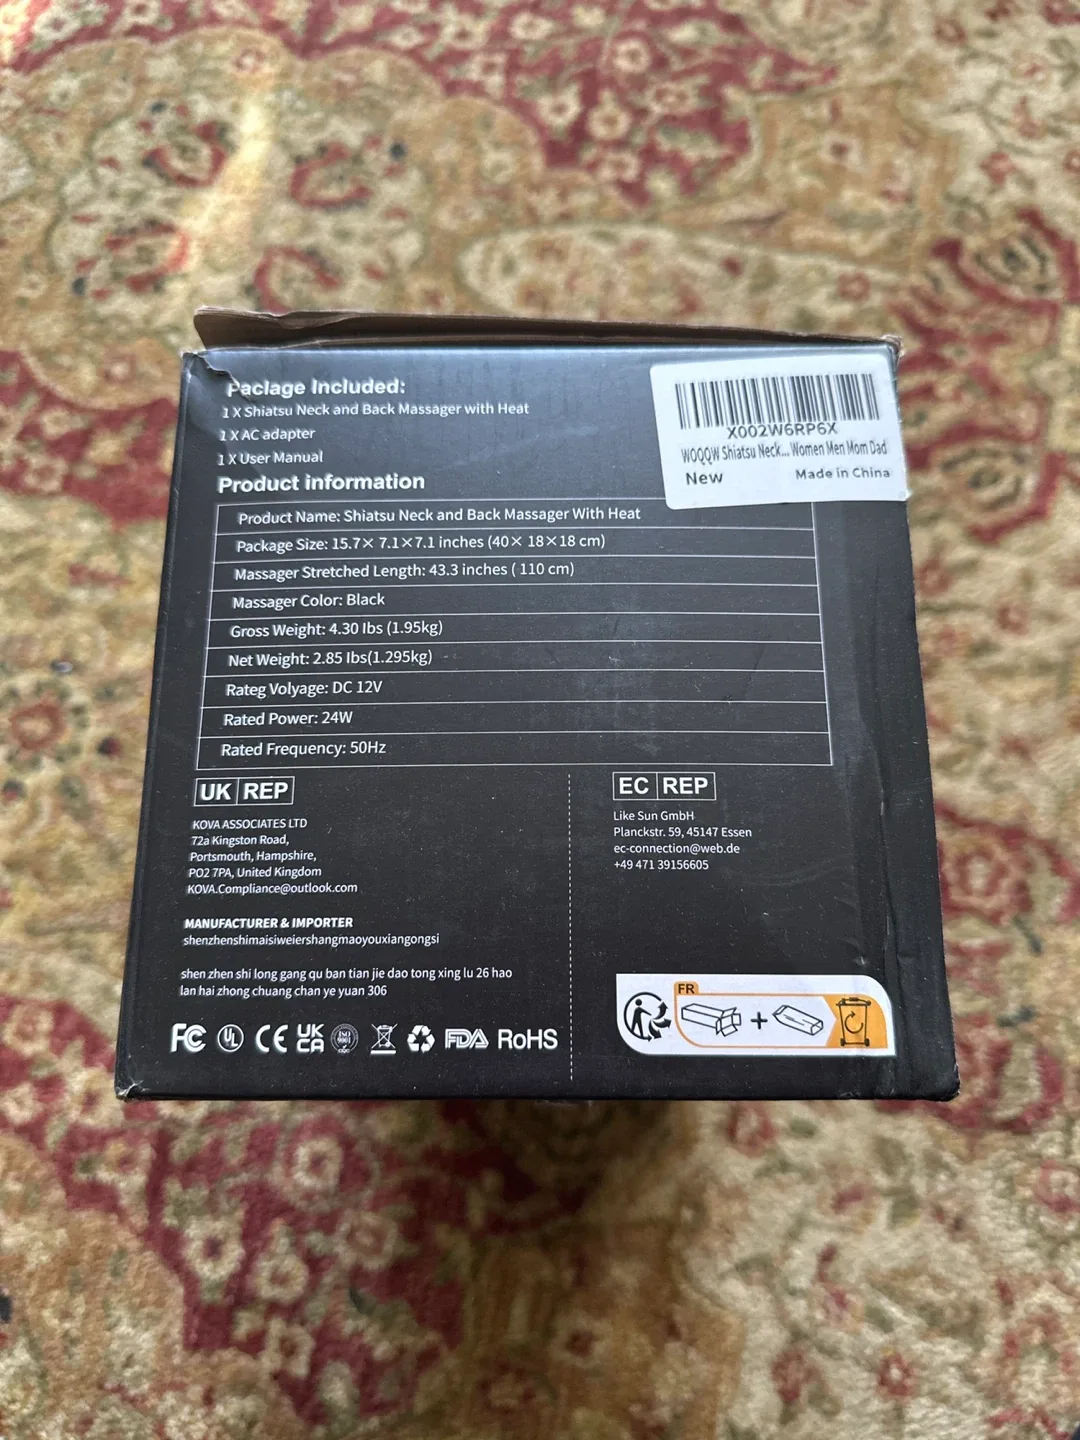 Paclage Included:
1 X Shiatsu Neck and Back Massager with Heat
1 X AC adapter
1 X User Manual
X002W6RP6X
WOQQW Shiatsu Neck... Women Men Mom Dad
New Made in China
Product information
Product Name: Shiatsu Neck and Back Massager With Heat
Package Size: 15.7× 7.1×7.1 inches (40× 18×18 cm)
Massager Stretched Length: 43.3 inches ( 110 cm)
Massager Color: Black
Gross Weight: 4.30 lbs (1.95kg)
Net Weight: 2.85 lbs(1.295kg)
Rateg Volyage: DC 12V
Rated Power: 24W
Rated Frequency: 50Hz
UK REP
KOVA ASSOCIATES LTD
72a Kingston Road,
Portsmouth, Hampshire,
PO2 7PA, United Kingdom
KOVA.Compliance@outlook.com
MANUFACTURER & IMPORTER
shenzhenshimaisiweiershangmaoyouxiangongsi
shen zhen shi long gang qu ban tian jie dao tong xing lu 26 hao
lan hai zhong chuang chan ye yuan 306
EC REP
Like Sun GmbH
Planckstr. 59, 45147 Essen
ec-connection@web.de
+49 471 39156605
FC UL CE UK CA ISO 9001 FDA RoHS
FR
+